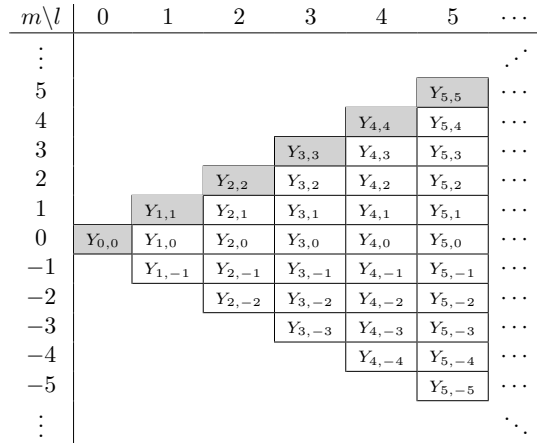 m\l 0 1 2 3 4 5 ⋯
⋮ ⋰
5 Y5,5 ⋯
4 Y4,4 Y5,4 ⋯
3 Y3,3 Y4,3 Y5,3 ⋯
2 Y2,2 Y3,2 Y4,2 Y5,2 ⋯
1 Y1,1 Y2,1 Y3,1 Y4,1 Y5,1 ⋯
0 Y0,0 Y1,0 Y2,0 Y3,0 Y4,0 Y5,0 ⋯
−1 Y1,−1 Y2,−1 Y3,−1 Y4,−1 Y5,−1 ⋯
−2 Y2,−2 Y3,−2 Y4,−2 Y5,−2 ⋯
−3 Y3,−3 Y4,−3 Y5,−3 ⋯
−4 Y4,−4 Y5,−4 ⋯
−5 Y5,−5 ⋯
⋮ ⋱